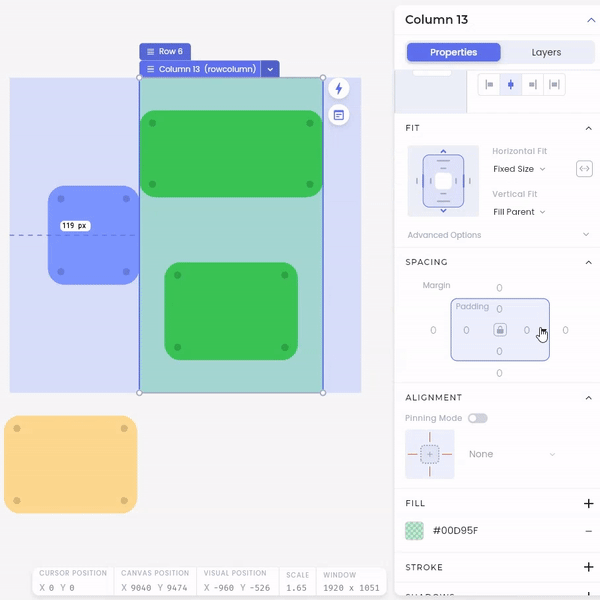 Column 13
Row 6
Column 13 (rowcolumn)
Properties
Layers
FIT
Horizontal Fit
Fixed Size
Vertical Fit
Fill Parent
Advanced Options
119 px
SPACING
Margin
0
Padding
0
0
0
0
0
0
0
ALIGNMENT
Pinning Mode
None
FILL
#00D95F
STROKE
CURSOR POSITION
X 0 Y 0
CANVAS POSITION
X 9040 Y 9474
VISUAL POSITION
X -960 Y -526
SCALE
1.65
WINDOW
1920 x 1051